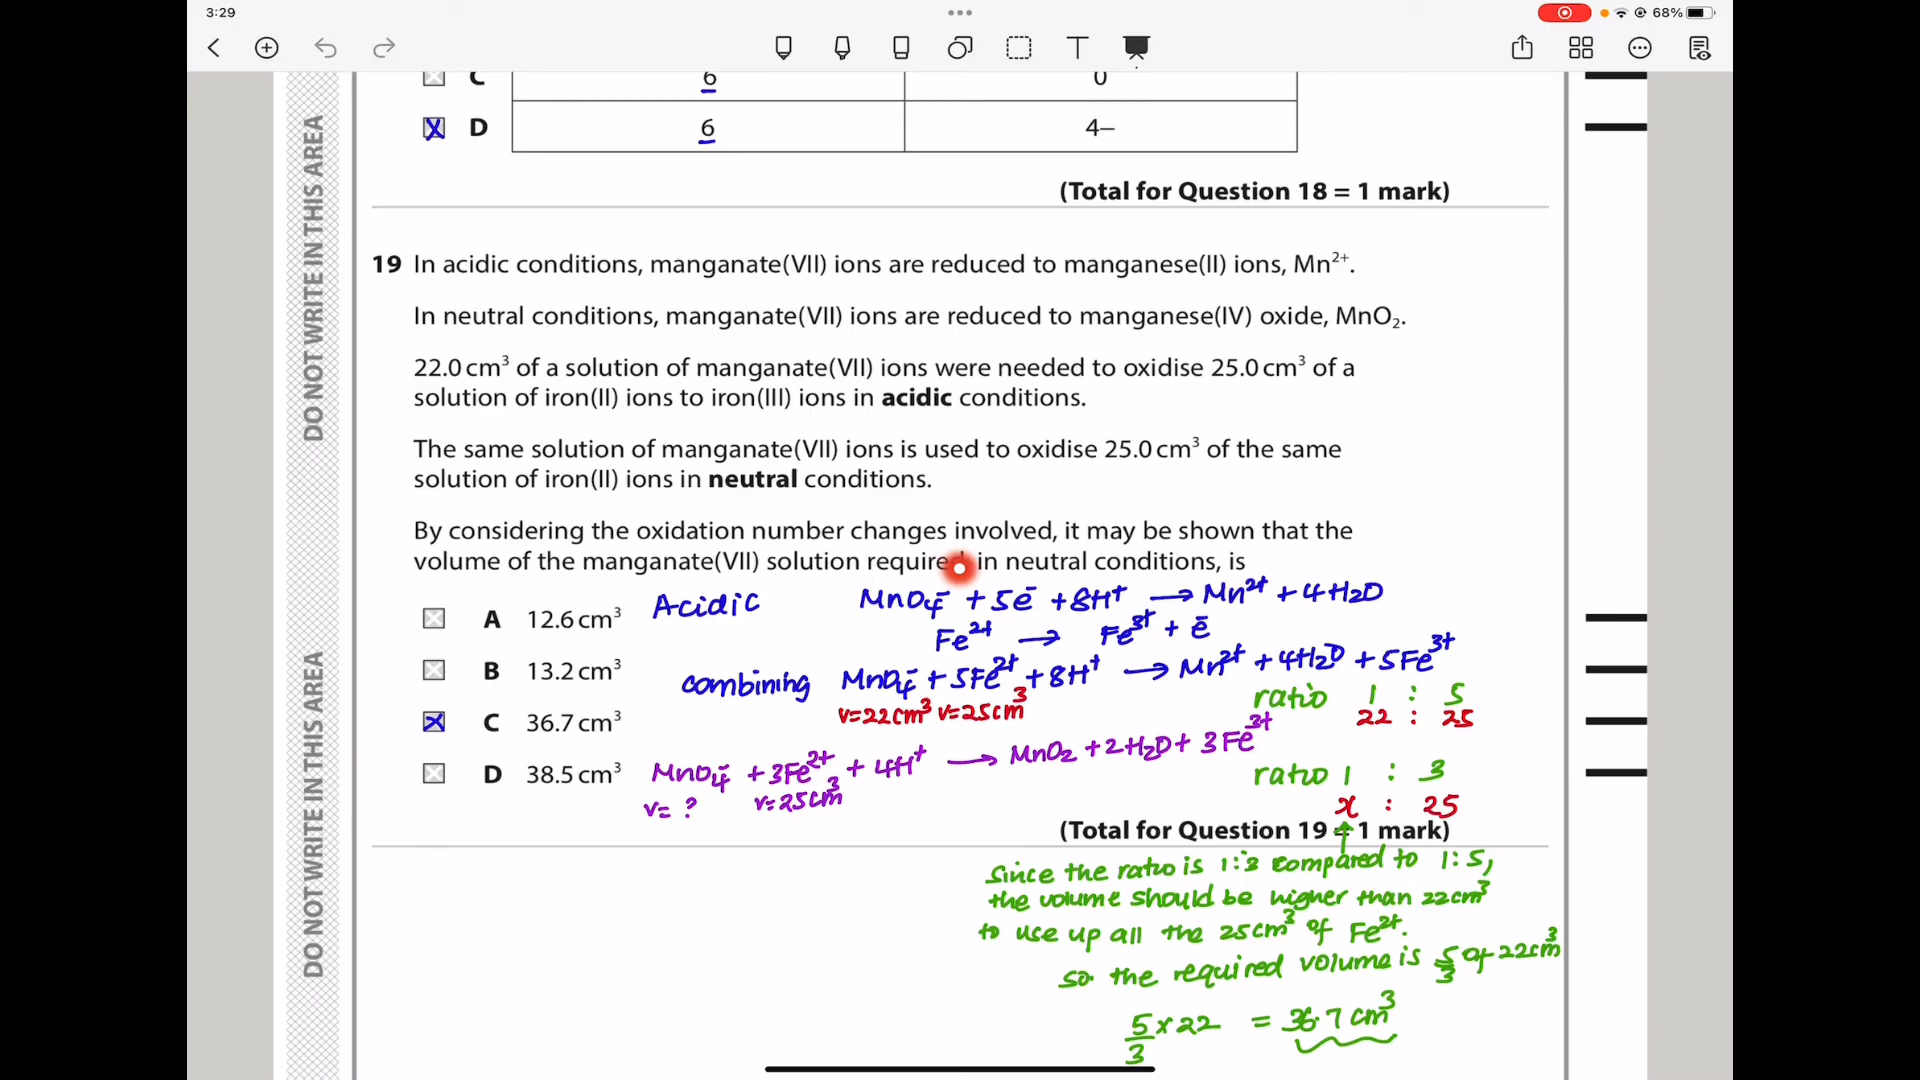 3:29
68%
C 6 0
D 6 4–
(Total for Question 18 = 1 mark)
19 In acidic conditions, manganate(VII) ions are reduced to manganese(II) ions, Mn²⁺.
In neutral conditions, manganate(VII) ions are reduced to manganese(IV) oxide, MnO₂.
22.0 cm³ of a solution of manganate(VII) ions were needed to oxidise 25.0 cm³ of a
solution of iron(II) ions to iron(III) ions in acidic conditions.
The same solution of manganate(VII) ions is used to oxidise 25.0 cm³ of the same
solution of iron(II) ions in neutral conditions.
By considering the oxidation number changes involved, it may be shown that the
volume of the manganate(VII) solution required in neutral conditions, is
Acidic MnO₄⁻ + 5e⁻ + 8H⁺ → Mn²⁺ + 4H₂O
A 12.6 cm³
Fe²⁺ → Fe³⁺ + e⁻
B 13.2 cm³
combining MnO₄⁻ + 5Fe²⁺ + 8H⁺ → Mn²⁺ + 4H₂O + 5Fe³⁺
ratio 1 : 5
v=22cm³ v=25cm³ 22 : 25
C 36.7 cm³
D 38.5 cm³
MnO₄⁻ + 3Fe²⁺ + 4H⁺ → MnO₂ + 2H₂O + 3Fe³⁺
ratio 1 : 3
v= ? v=25cm³ x : 25
(Total for Question 19 = 1 mark)
Since the ratio is 1:3 compared to 1:5,
the volume should be higher than 22cm³
to use up all the 25cm³ of Fe²⁺.
so the required volume is 5/3 of 22cm³
5/3 × 22 = 36.7 cm³
DO NOT WRITE IN THIS AREA
DO NOT WRITE IN THIS AREA